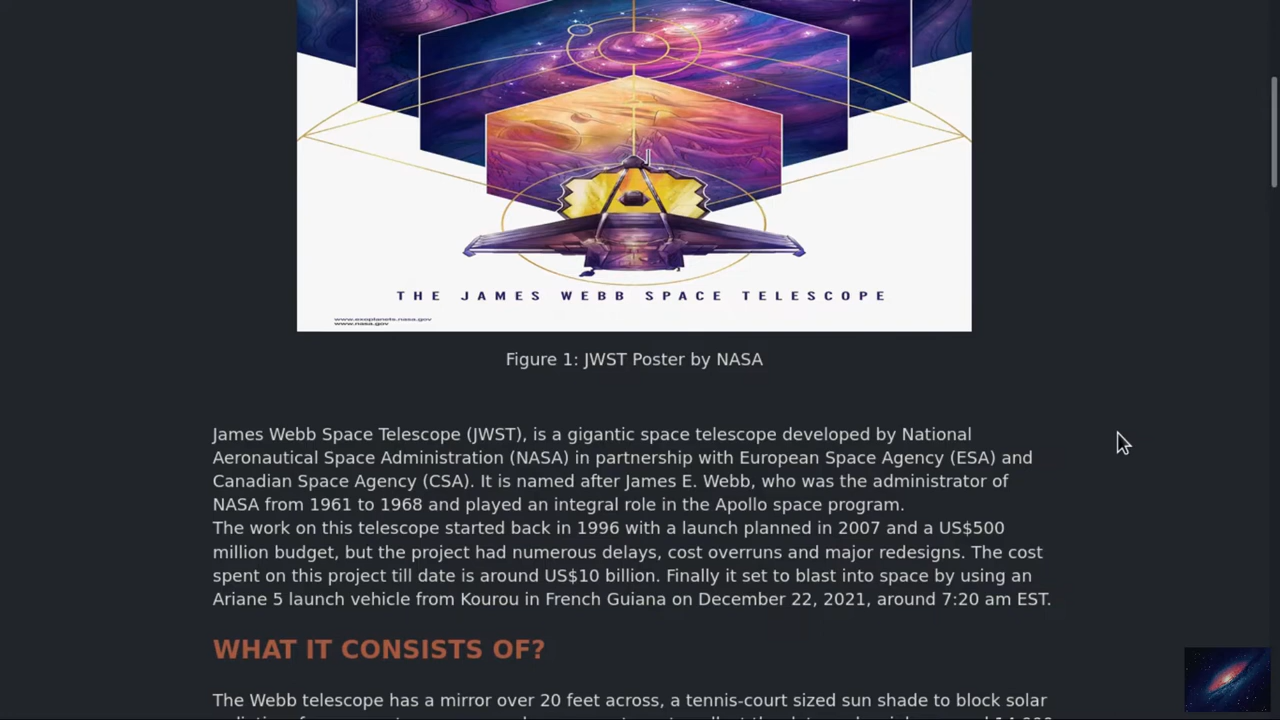 THE JAMES WEBB SPACE TELESCOPE
www.exoplanets.nasa.gov
www.nasa.gov
Figure 1: JWST Poster by NASA
James Webb Space Telescope (JWST), is a gigantic space telescope developed by National
Aeronautical Space Administration (NASA) in partnership with European Space Agency (ESA) and
Canadian Space Agency (CSA). It is named after James E. Webb, who was the administrator of
NASA from 1961 to 1968 and played an integral role in the Apollo space program.
The work on this telescope started back in 1996 with a launch planned in 2007 and a US$500
million budget, but the project had numerous delays, cost overruns and major redesigns. The cost
spent on this project till date is around US$10 billion. Finally it set to blast into space by using an
Ariane 5 launch vehicle from Kourou in French Guiana on December 22, 2021, around 7:20 am EST.
WHAT IT CONSISTS OF?
The Webb telescope has a mirror over 20 feet across, a tennis-court sized sun shade to block solar